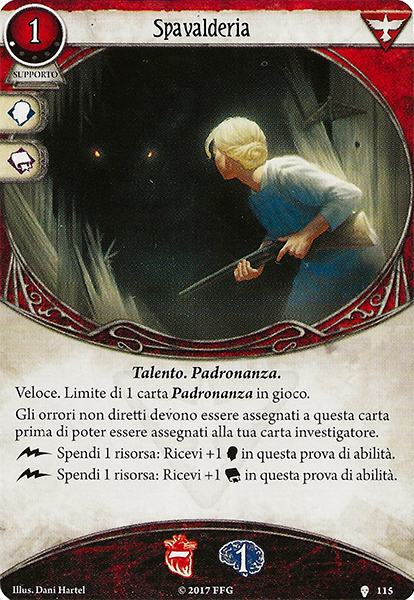 Spavalderia
1
SUPPORTO
Talento. Padronanza.
Veloce. Limite di 1 carta Padronanza in gioco.
Gli orrori non diretti devono essere assegnati a questa carta
prima di poter essere assegnati alla tua carta investigatore.
Spendi 1 risorsa: Ricevi +1 in questa prova di abilità.
Spendi 1 risorsa: Ricevi +1 in questa prova di abilità.
1
Illus. Dani Hartel
© 2017 FFG
115